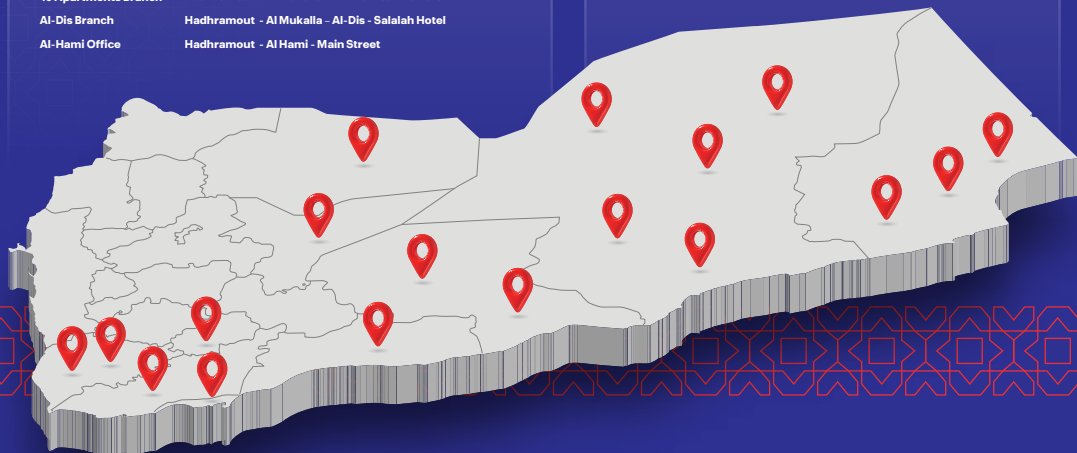 Al-Dis Branch Hadhramout - Al Mukalla - Al-Dis - Salalah Hotel
Al-Hami Office Hadhramout - Al Hami - Main Street